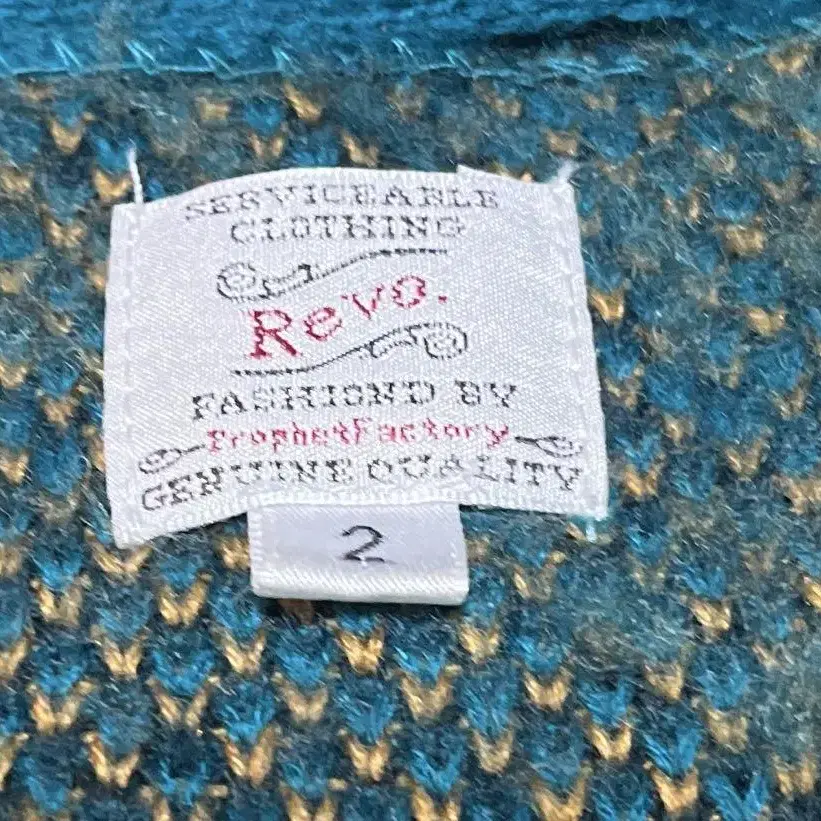 SERVICEABLE
CLOTHING
Revo.
FASHIOND BY
ProphetFactory
GENUINE QUALITY
2